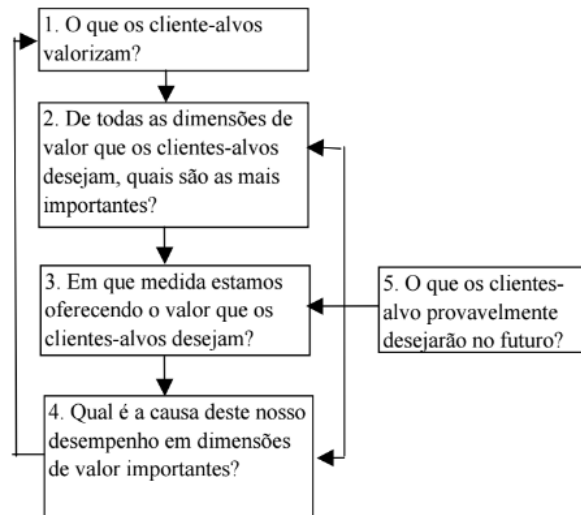 1. O que os cliente-alvos
valorizam?
2. De todas as dimensões de
valor que os clientes-alvos
desejam, quais são as mais
importantes?
3. Em que medida estamos
oferecendo o valor que os
clientes-alvos desejam?
5. O que os clientes-
alvo provavelmente
desejarão no futuro?
4. Qual é a causa deste nosso
desempenho em dimensões
de valor importantes?